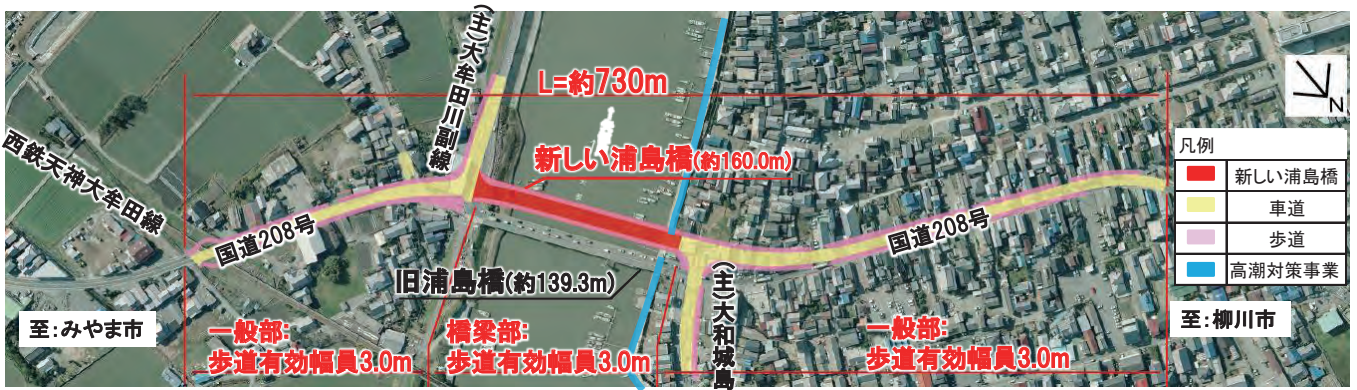 (主)大牟田川副線
L=約730m
N
西鉄天神大牟田線
新しい浦島橋(約160.0m)
国道208号
国道208号
旧浦島橋(約139.3m)
(主)大和城島
至:みやま市
一般部:
歩道有効幅員3.0m
橋梁部:
歩道有効幅員3.0m
一般部:
歩道有効幅員3.0m
凡例
新しい浦島橋
車道
歩道
高潮対策事業
至:柳川市